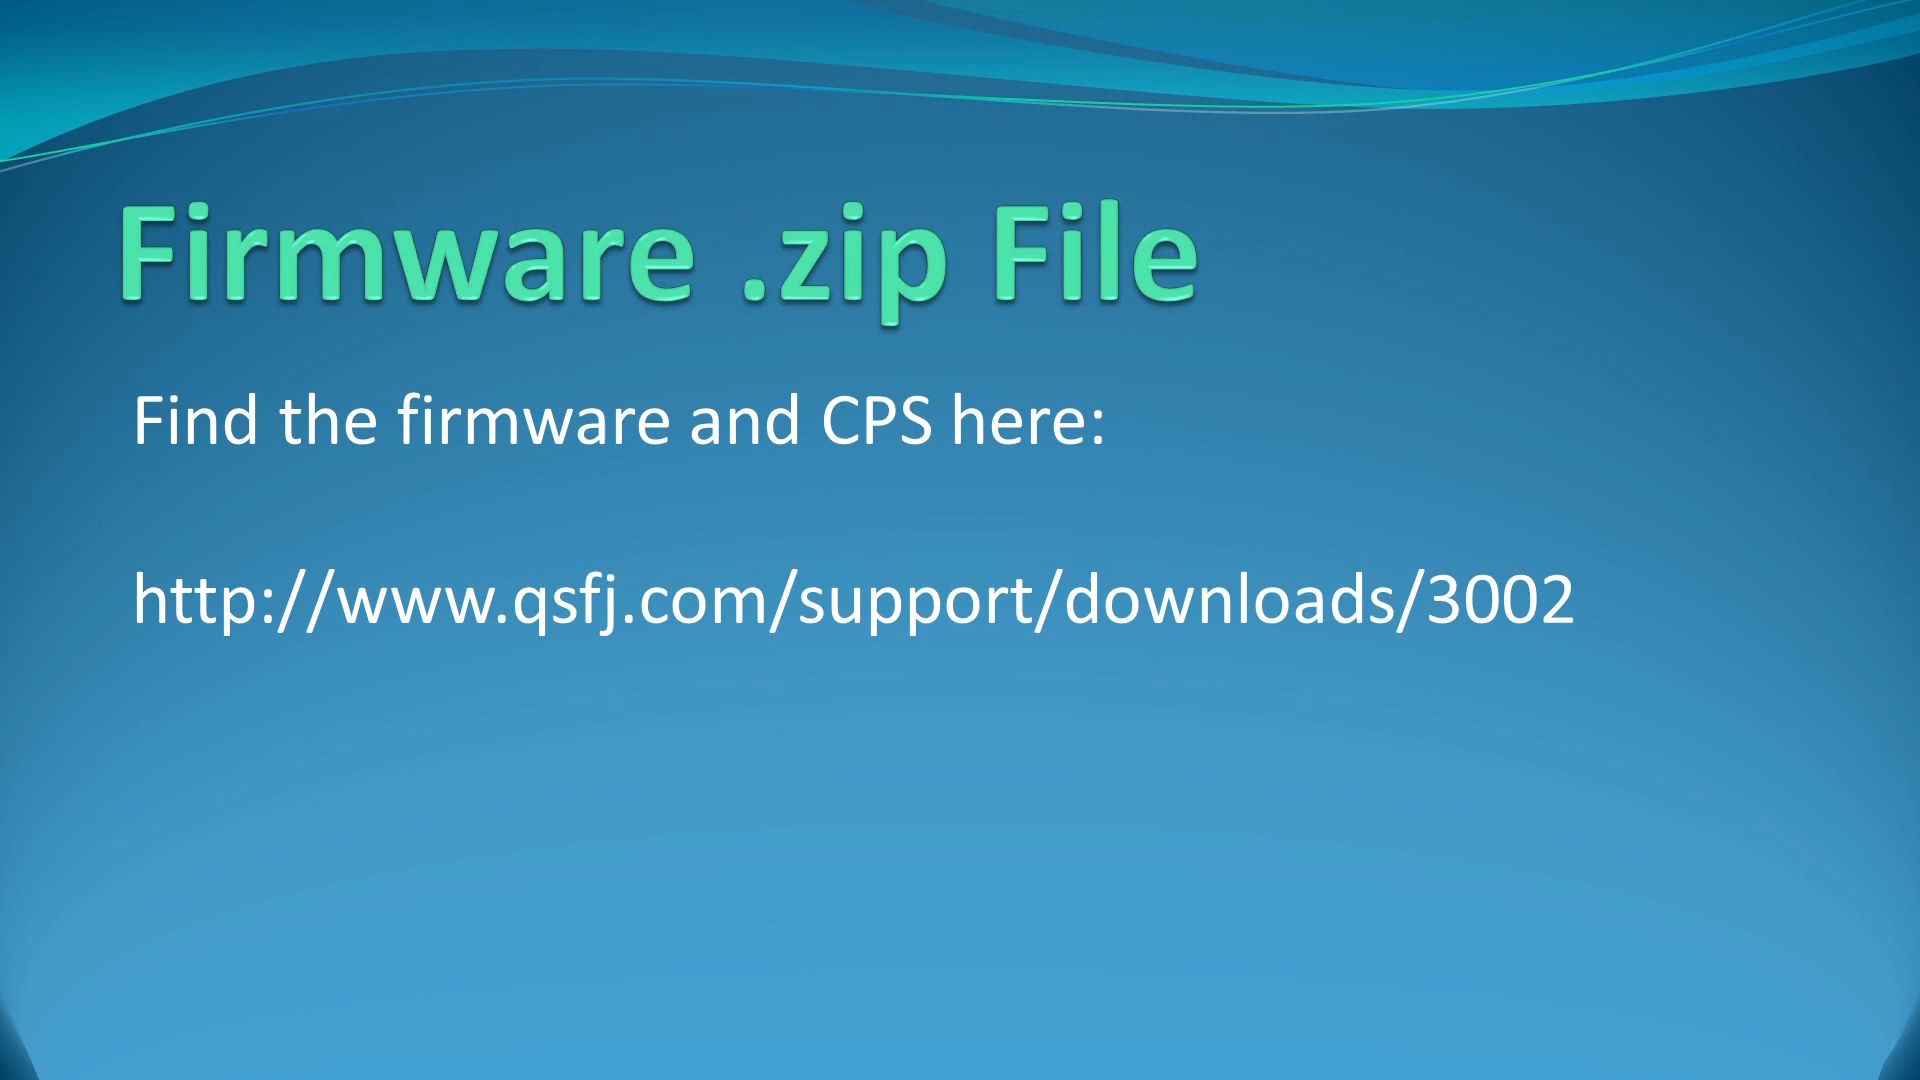 Firmware .zip File
Find the firmware and CPS here:
http://www.qsfj.com/support/downloads/3002